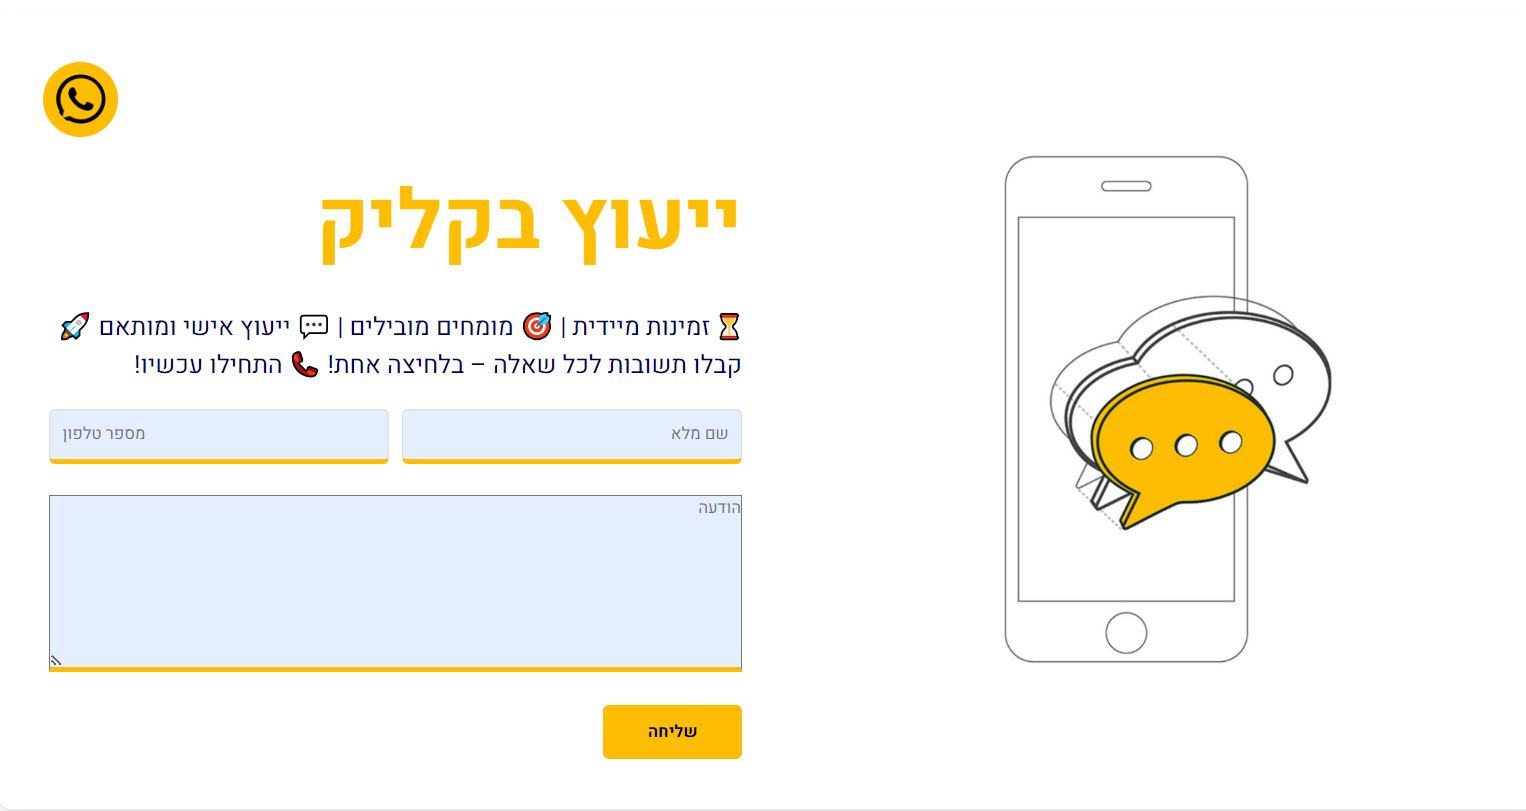 ייעוץ בקליק
⏳ זמינות מיידית | 🎯 מומחים מובילים | 💬 ייעוץ אישי ומותאם 🚀
קבלו תשובות לכל שאלה – בלחיצה אחת! 📞 התחילו עכשיו!
שם מלא
מספר טלפון
הודעה
שליחה